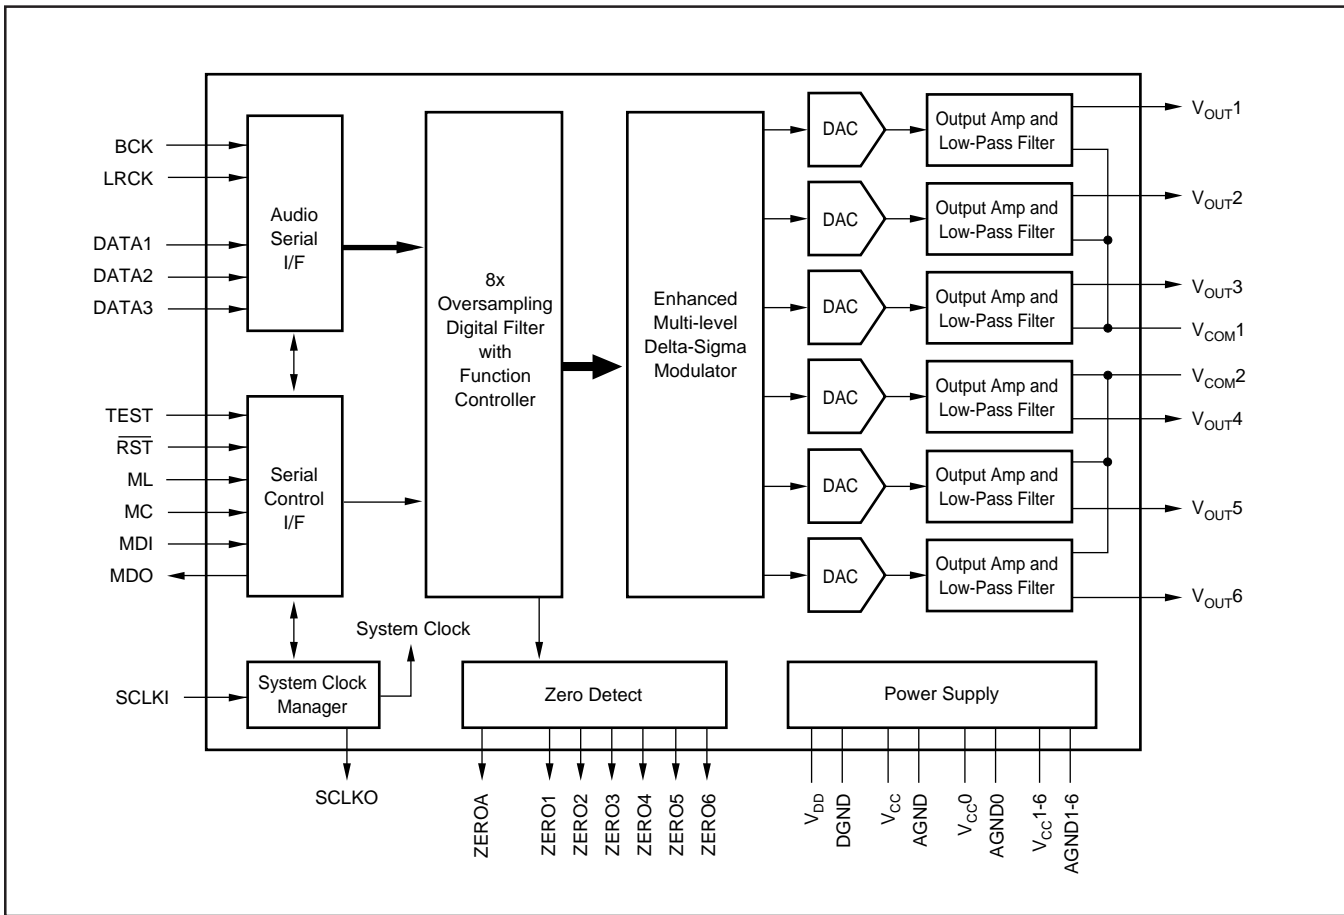 BCK
LRCK
DATA1
DATA2
DATA3
Audio
Serial
I/F
TEST
RST
ML
MC
MDI
MDO
Serial
Control
I/F
SCLKI
System Clock
Manager
System Clock
SCLKO
8x
Oversampling
Digital Filter
with
Function
Controller
Enhanced
Multi-level
Delta-Sigma
Modulator
DAC
Output Amp and
Low-Pass Filter
VOUT1
DAC
Output Amp and
Low-Pass Filter
VOUT2
DAC
Output Amp and
Low-Pass Filter
VOUT3
VCOM1
DAC
Output Amp and
Low-Pass Filter
VCOM2
VOUT4
DAC
Output Amp and
Low-Pass Filter
VOUT5
DAC
Output Amp and
Low-Pass Filter
VOUT6
Zero Detect
ZEROA
ZERO1
ZERO2
ZERO3
ZERO4
ZERO5
ZERO6
Power Supply
VDD
DGND
VCC
AGND
VCC0
AGND0
VCC1-6
AGND1-6